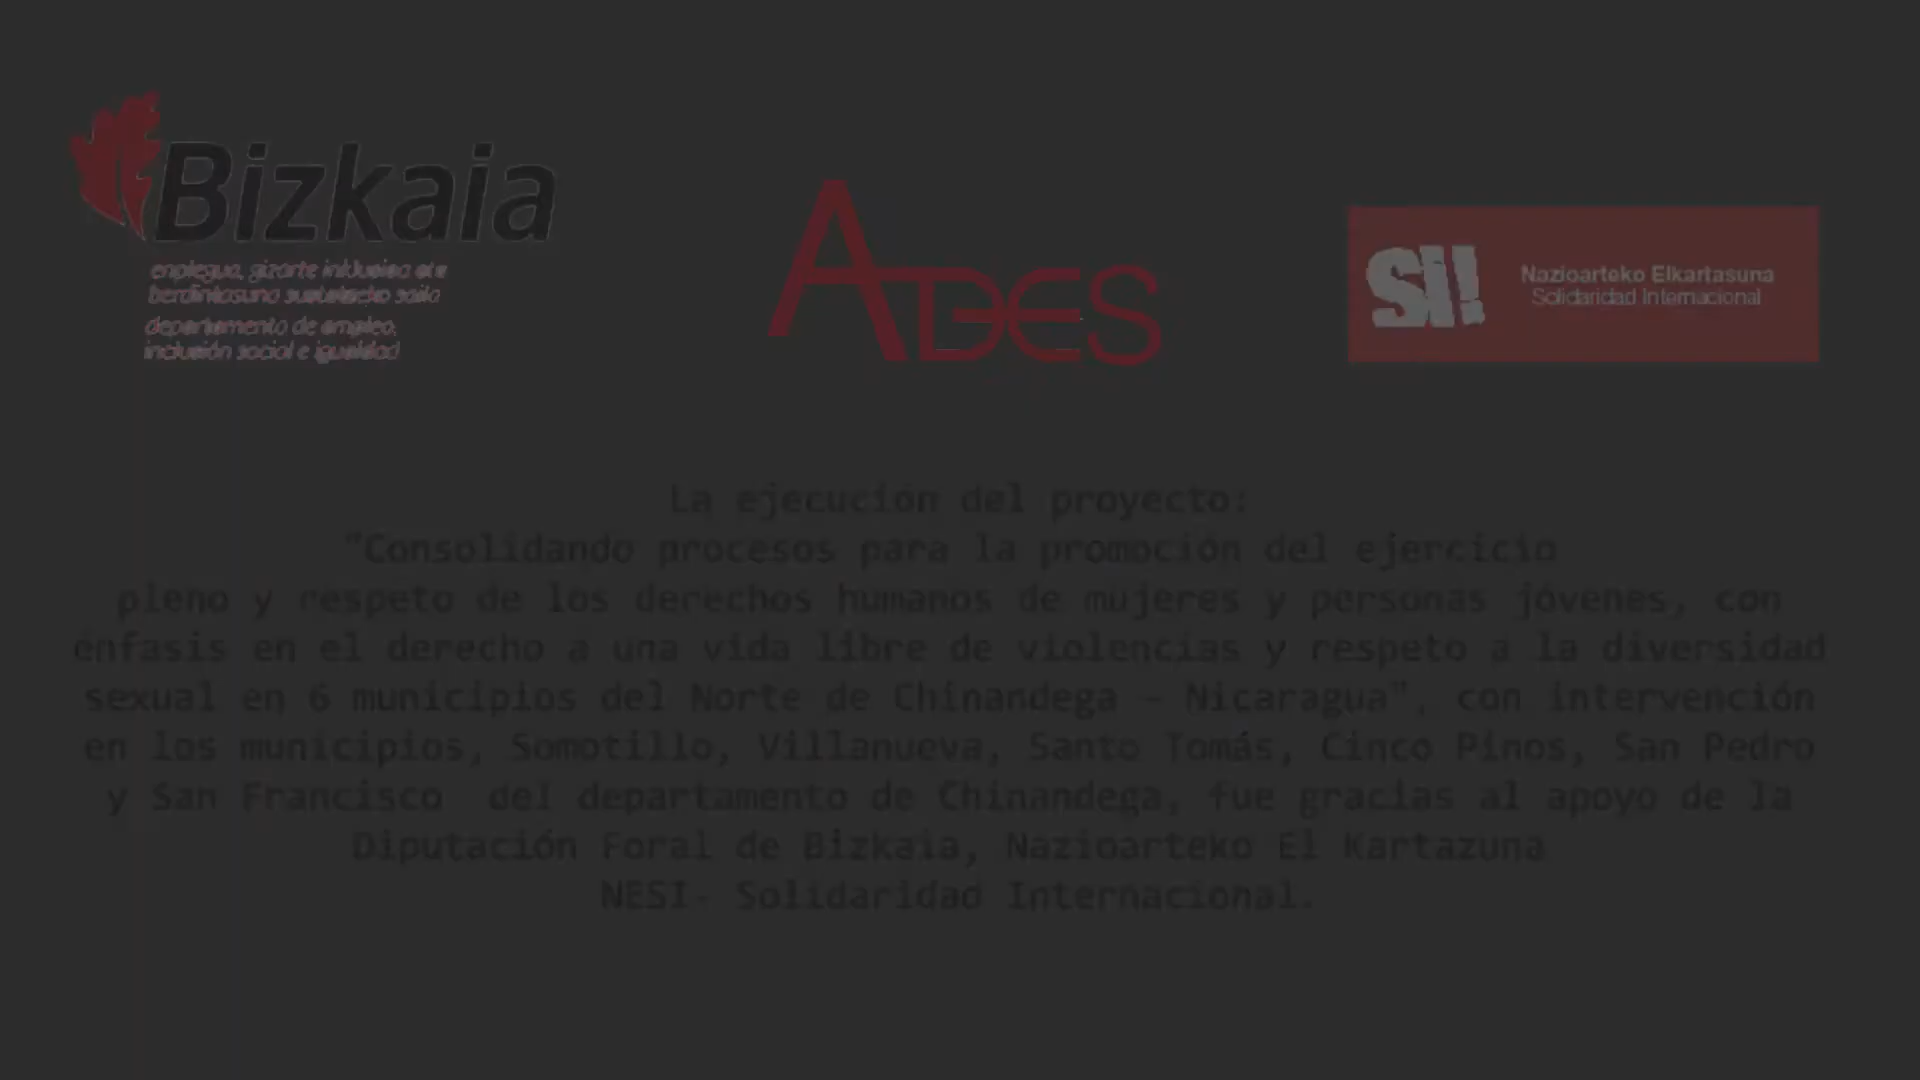 Bizkaia
enplegua, gizarte inklusioa eta
berdintasuna sustatzeko saila
departamento de empleo,
inclusión social e igualdad
ADES
SI!
Nazioarteko Elkartasuna
Solidaridad Internacional
La ejecución del proyecto:
"Consolidando procesos para la promoción del ejercicio
pleno y respeto de los derechos humanos de mujeres y personas jóvenes, con
énfasis en el derecho a una vida libre de violencias y respeto a la diversidad
sexual en 6 municipios del Norte de Chinandega – Nicaragua", con intervención
en los municipios, Somotillo, Villanueva, Santo Tomás, Cinco Pinos, San Pedro
y San Francisco del departamento de Chinandega, fue gracias al apoyo de la
Diputación Foral de Bizkaia, Nazioarteko El Kartazuna
NESI- Solidaridad Internacional.